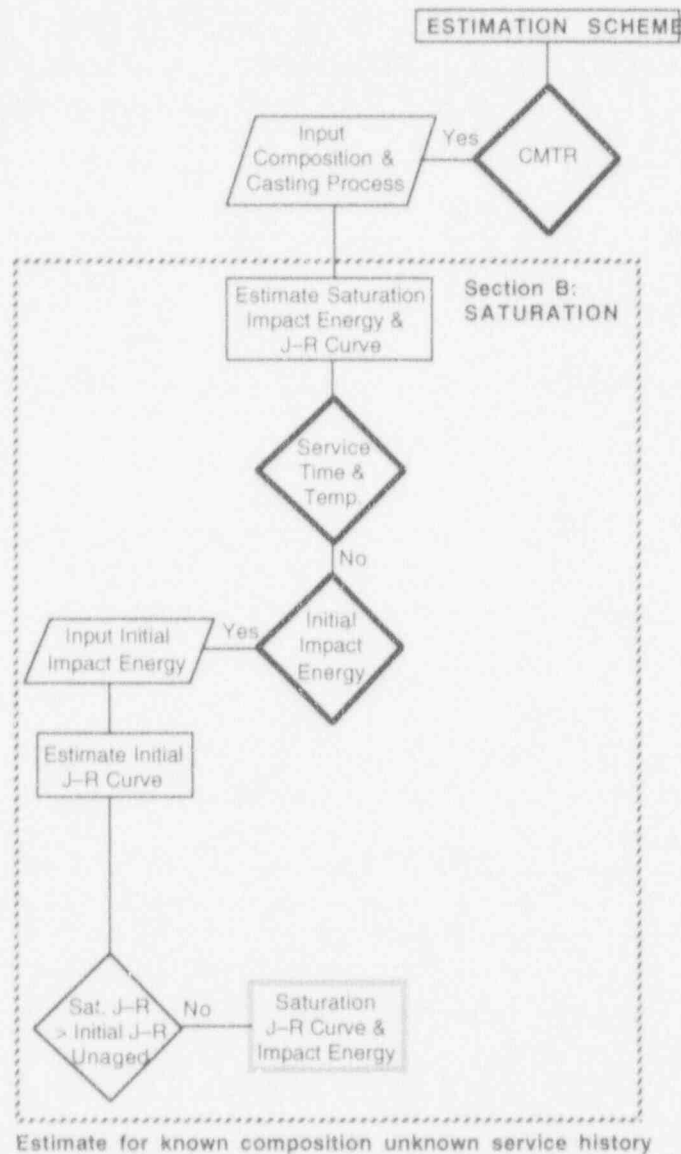 ESTIMATION SCHEME
Input
Composition &
Casting Process
Yes
CMTR
Estimate Saturation
Impact Energy &
J–R Curve
Section B:
SATURATION
Service
Time &
Temp.
No
Input Initial
Impact Energy
Yes
Initial
Impact
Energy
Estimate Initial
J–R Curve
Sat. J–R
> Initial J–R
Unaged
No
Saturation
J–R Curve &
Impact Energy
Estimate for known composition unknown service history